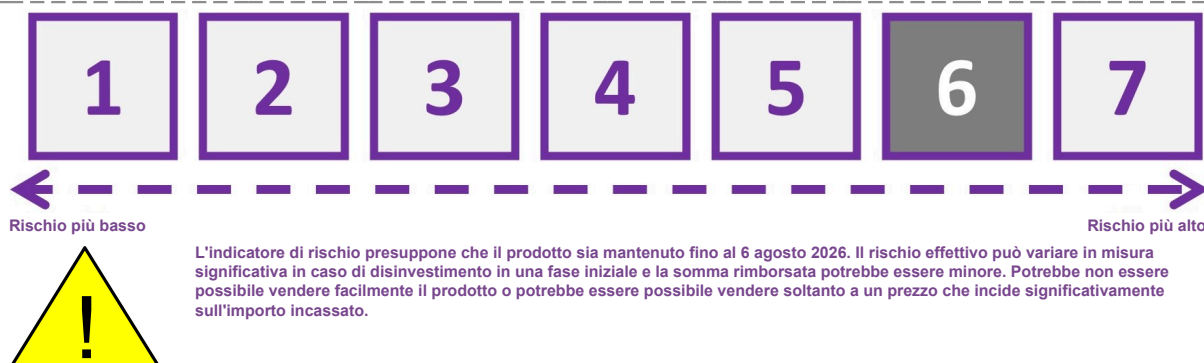 1 2 3 4 5 6 7
Rischio più basso Rischio più alto
L'indicatore di rischio presuppone che il prodotto sia mantenuto fino al 6 agosto 2026. Il rischio effettivo può variare in misura
significativa in caso di disinvestimento in una fase iniziale e la somma rimborsata potrebbe essere minore. Potrebbe non essere
possibile vendere facilmente il prodotto o potrebbe essere possibile vendere soltanto a un prezzo che incide significativamente
sull'importo incassato.
!